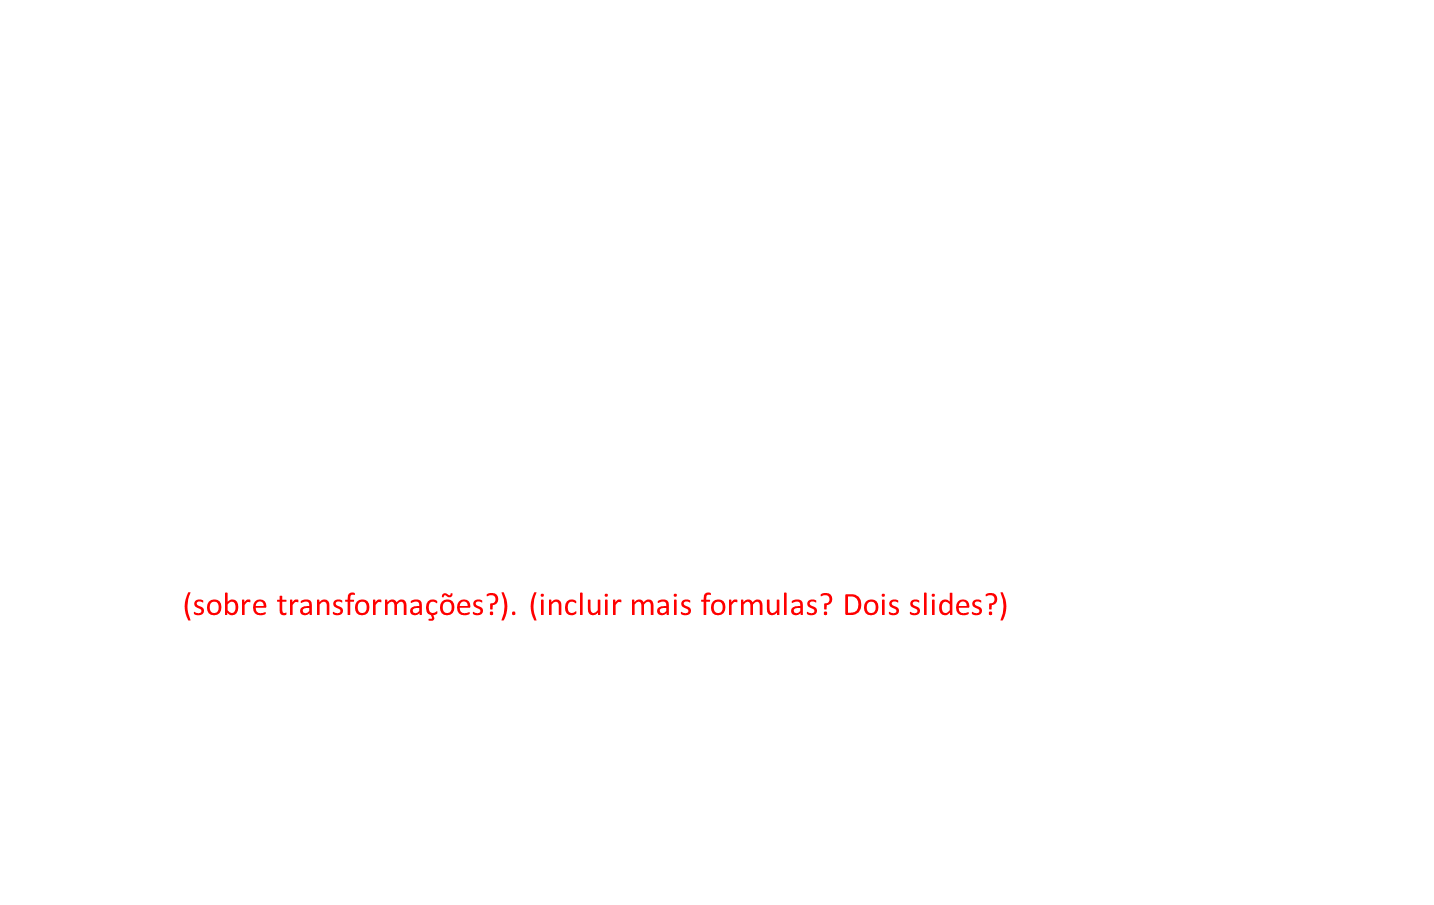 (sobre transformações?). (incluir mais formulas? Dois slides?)